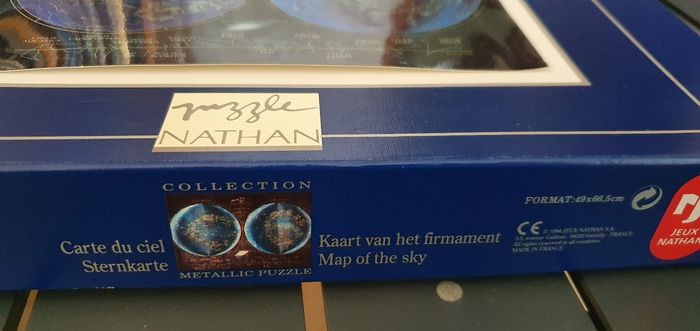 puzzle
NATHAN
COLLECTION
METALLIC PUZZLE
Carte du ciel
Sternkarte
Kaart van het firmament
Map of the sky
FORMAT: 49x66,5cm
CE
© 1994 JEUX NATHAN S.A.
FRANCE
All rights reserved in all countries.
MADE IN FRANCE.
JEUX
NATHAN